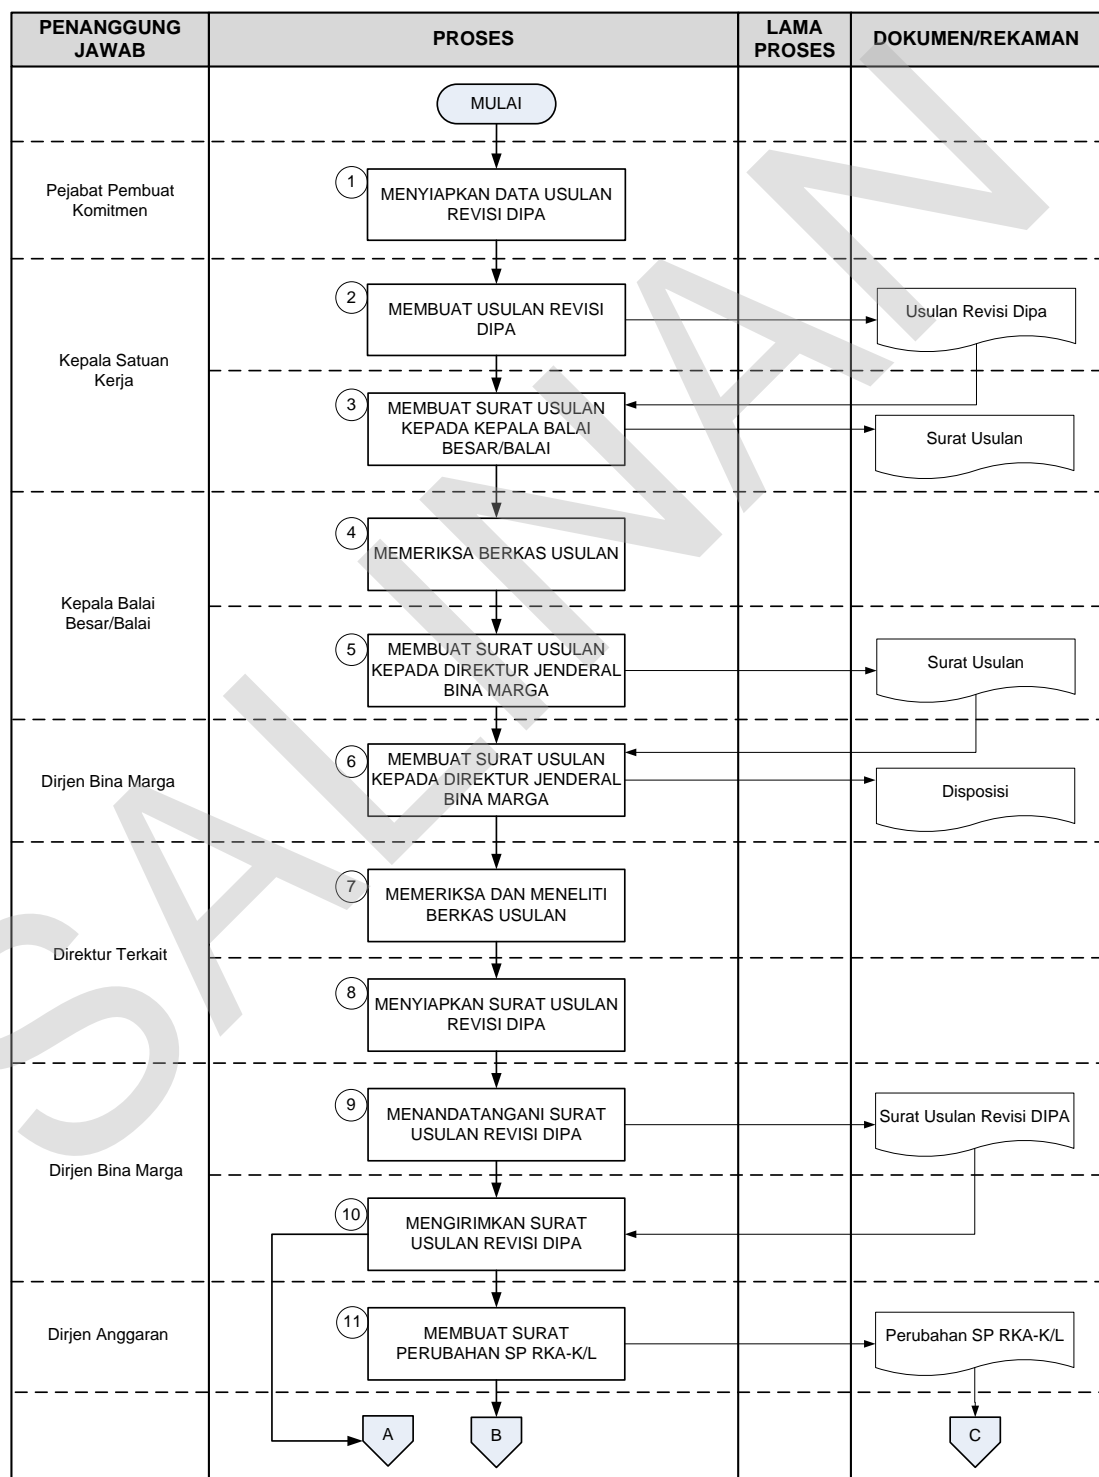 PENANGGUNG
JAWAB
PROSES
LAMA
PROSES
DOKUMEN/REKAMAN
MULAI
Pejabat Pembuat
Komitmen
1
MENYIAPKAN DATA USULAN
REVISI DIPA
Kepala Satuan
Kerja
2
MEMBUAT USULAN REVISI
DIPA
Usulan Revisi Dipa
3
MEMBUAT SURAT USULAN
KEPADA KEPALA BALAI
BESAR/BALAI
Surat Usulan
Kepala Balai
Besar/Balai
4
MEMERIKSA BERKAS USULAN
5
MEMBUAT SURAT USULAN
KEPADA DIREKTUR JENDERAL
BINA MARGA
Surat Usulan
Dirjen Bina Marga
6
MEMBUAT SURAT USULAN
KEPADA DIREKTUR JENDERAL
BINA MARGA
Disposisi
Direktur Terkait
7
MEMERIKSA DAN MENELITI
BERKAS USULAN
8
MENYIAPKAN SURAT USULAN
REVISI DIPA
Dirjen Bina Marga
9
MENANDATANGANI SURAT
USULAN REVISI DIPA
Surat Usulan Revisi DIPA
10
MENGIRIMKAN SURAT
USULAN REVISI DIPA
Dirjen Anggaran
11
MEMBUAT SURAT
PERUBAHAN SP RKA-K/L
Perubahan SP RKA-K/L
A
B
C
SALINAN